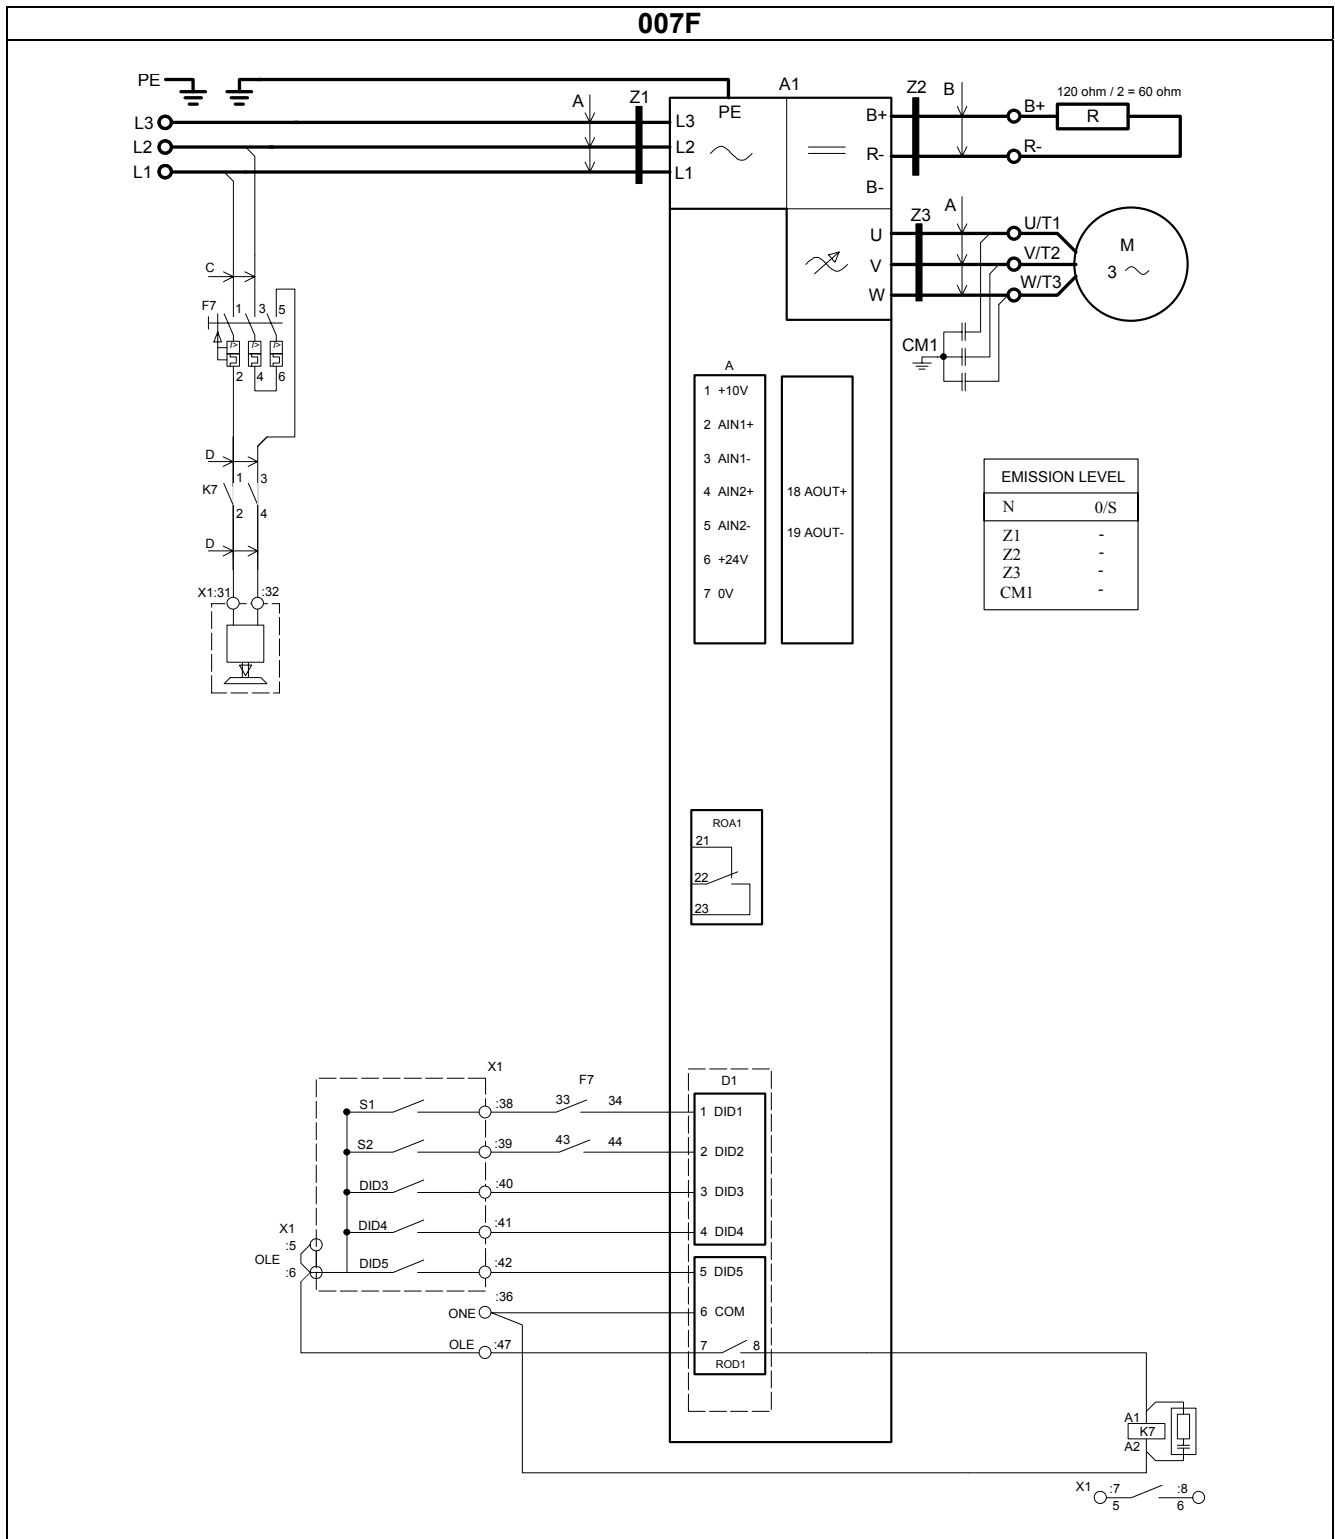 007F
PE
L3
L2
L1
A
Z1
A1
PE
L3
L2
L1
B+
R-
B-
Z2
B
B+
120 ohm / 2 = 60 ohm
R
R-
U
V
W
Z3
A
U/T1
V/T2
W/T3
M
3
CM1
C
F7
1
3
5
I>
I>
I>
2
4
6
D
K7
1
3
2
4
D
X1:31
:32
A
1 +10V
2 AIN1+
3 AIN1-
4 AIN2+
5 AIN2-
6 +24V
7 0V
18 AOUT+
19 AOUT-
EMISSION LEVEL
N 0/S
Z1 -
Z2 -
Z3 -
CM1 -
ROA1
21
22
23
X1
F7
D1
S1
:38
33
34
1 DID1
S2
:39
43
44
2 DID2
DID3
:40
3 DID3
DID4
:41
4 DID4
X1
:5
OLE
:6
DID5
:42
5 DID5
:36
ONE
6 COM
OLE
:47
7
8
ROD1
A1
K7
A2
X1
:7
:8
5
6